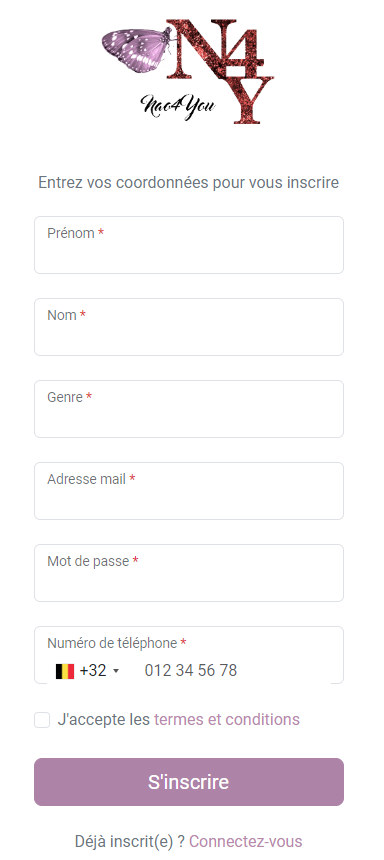 N4Y
Nao4You
Entrez vos coordonnées pour vous inscrire
Prénom *
Nom *
Genre *
Adresse mail *
Mot de passe *
Numéro de téléphone *
+32 012 34 56 78
J'accepte les termes et conditions
S'inscrire
Déjà inscrit(e) ? Connectez-vous